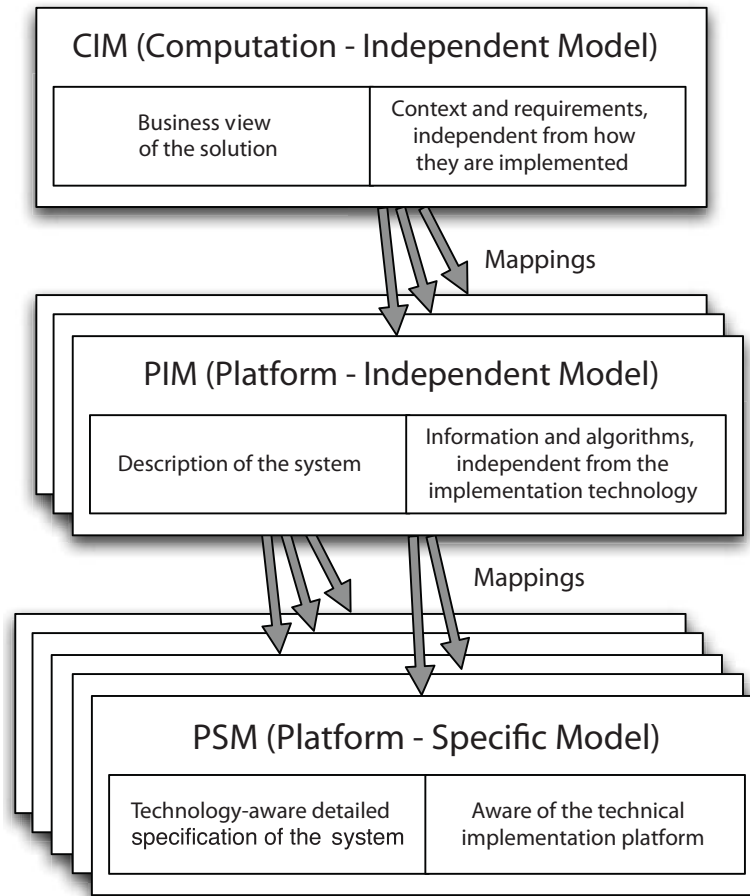 CIM (Computation - Independent Model)
Business view
of the solution
Context and requirements,
independent from how
they are implemented
Mappings
PIM (Platform - Independent Model)
Description of the system
Information and algorithms,
independent from the
implementation technology
Mappings
PSM (Platform - Specific Model)
Technology-aware detailed
specification of the system
Aware of the technical
implementation platform